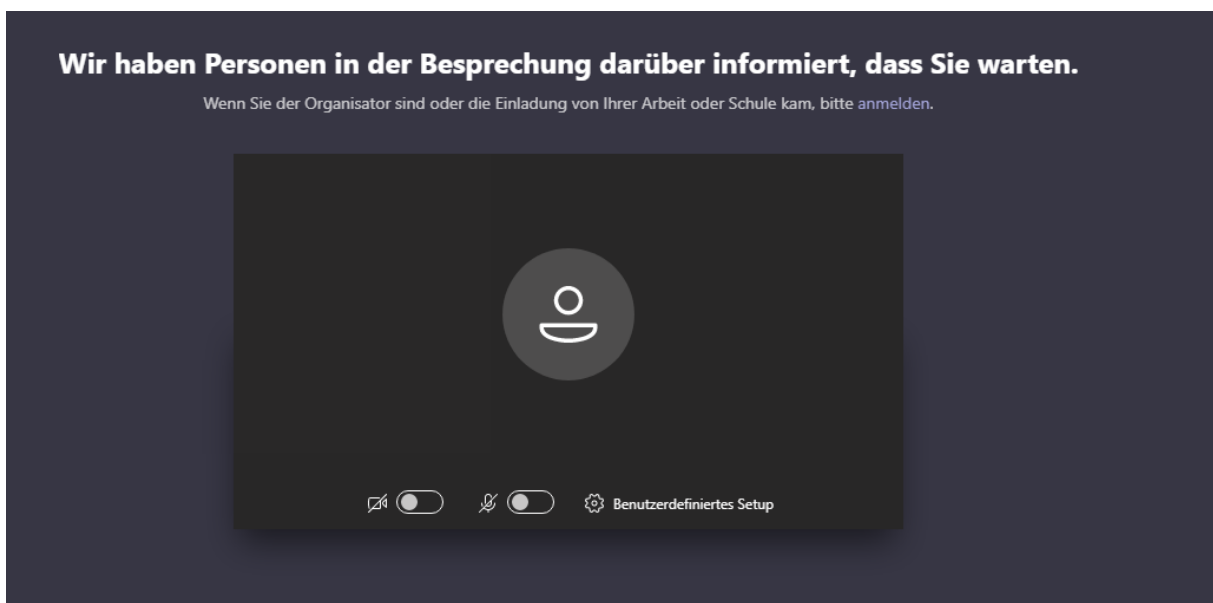 Wir haben Personen in der Besprechung darüber informiert, dass Sie warten.
Wenn Sie der Organisator sind oder die Einladung von Ihrer Arbeit oder Schule kam, bitte anmelden.
Benutzerdefiniertes Setup